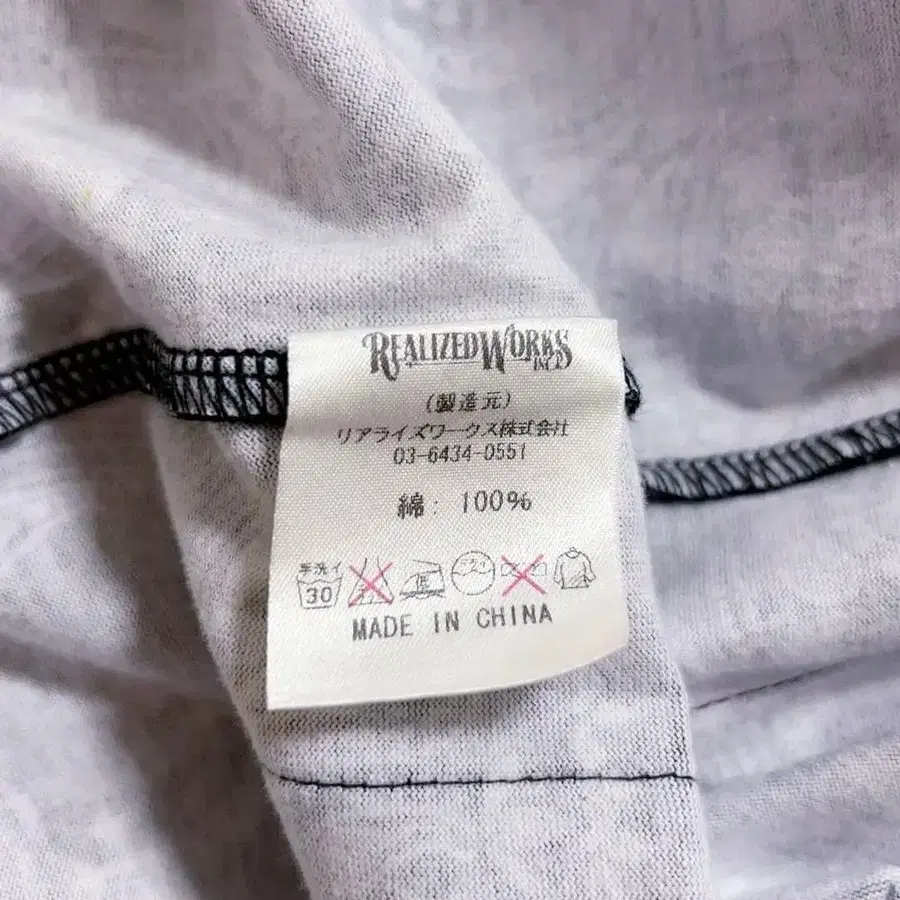 REALIZEDWORKS
INC.
(製造元)
リアライズワークス株式会社
03-6434-0551
綿: 100%
手洗イ
30
低
MADE IN CHINA